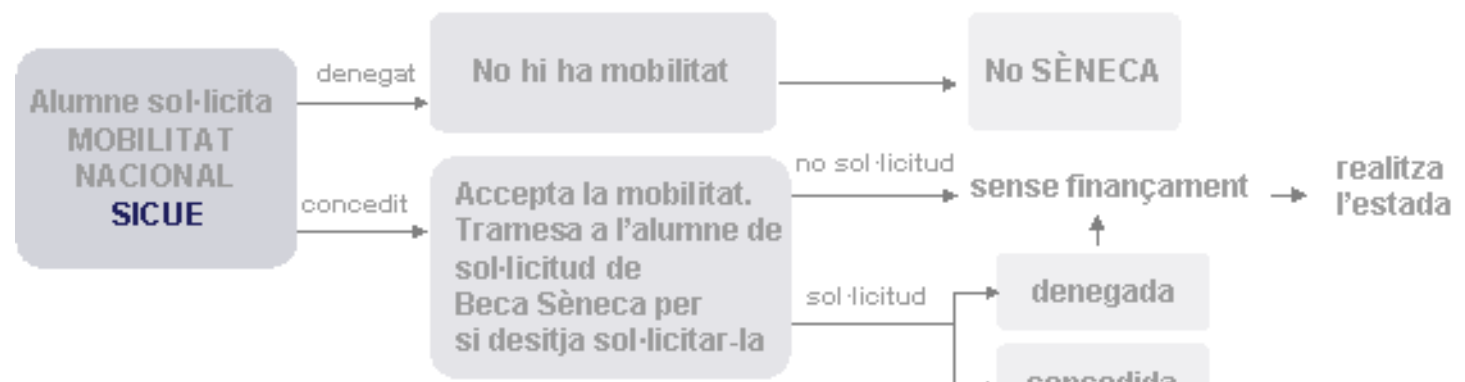 Alumne sol·licita
MOBILITAT
NACIONAL
SICUE
denegat
No hi ha mobilitat
No SÈNECA
concedit
Accepta la mobilitat.
Tramesa a l'alumne de
sol·licitud de
Beca Sèneca per
si desitja sol·licitar-la
no sol·licitud
sense finançament
realitza
l'estada
sol·licitud
denegada
concedida